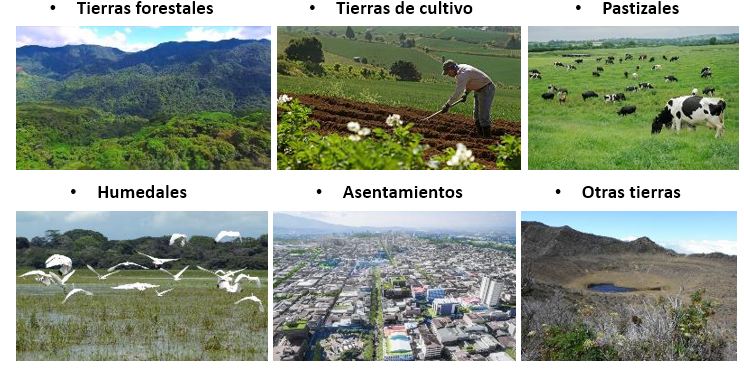 • Tierras forestales
• Tierras de cultivo
• Pastizales
• Humedales
• Asentamientos
• Otras tierras